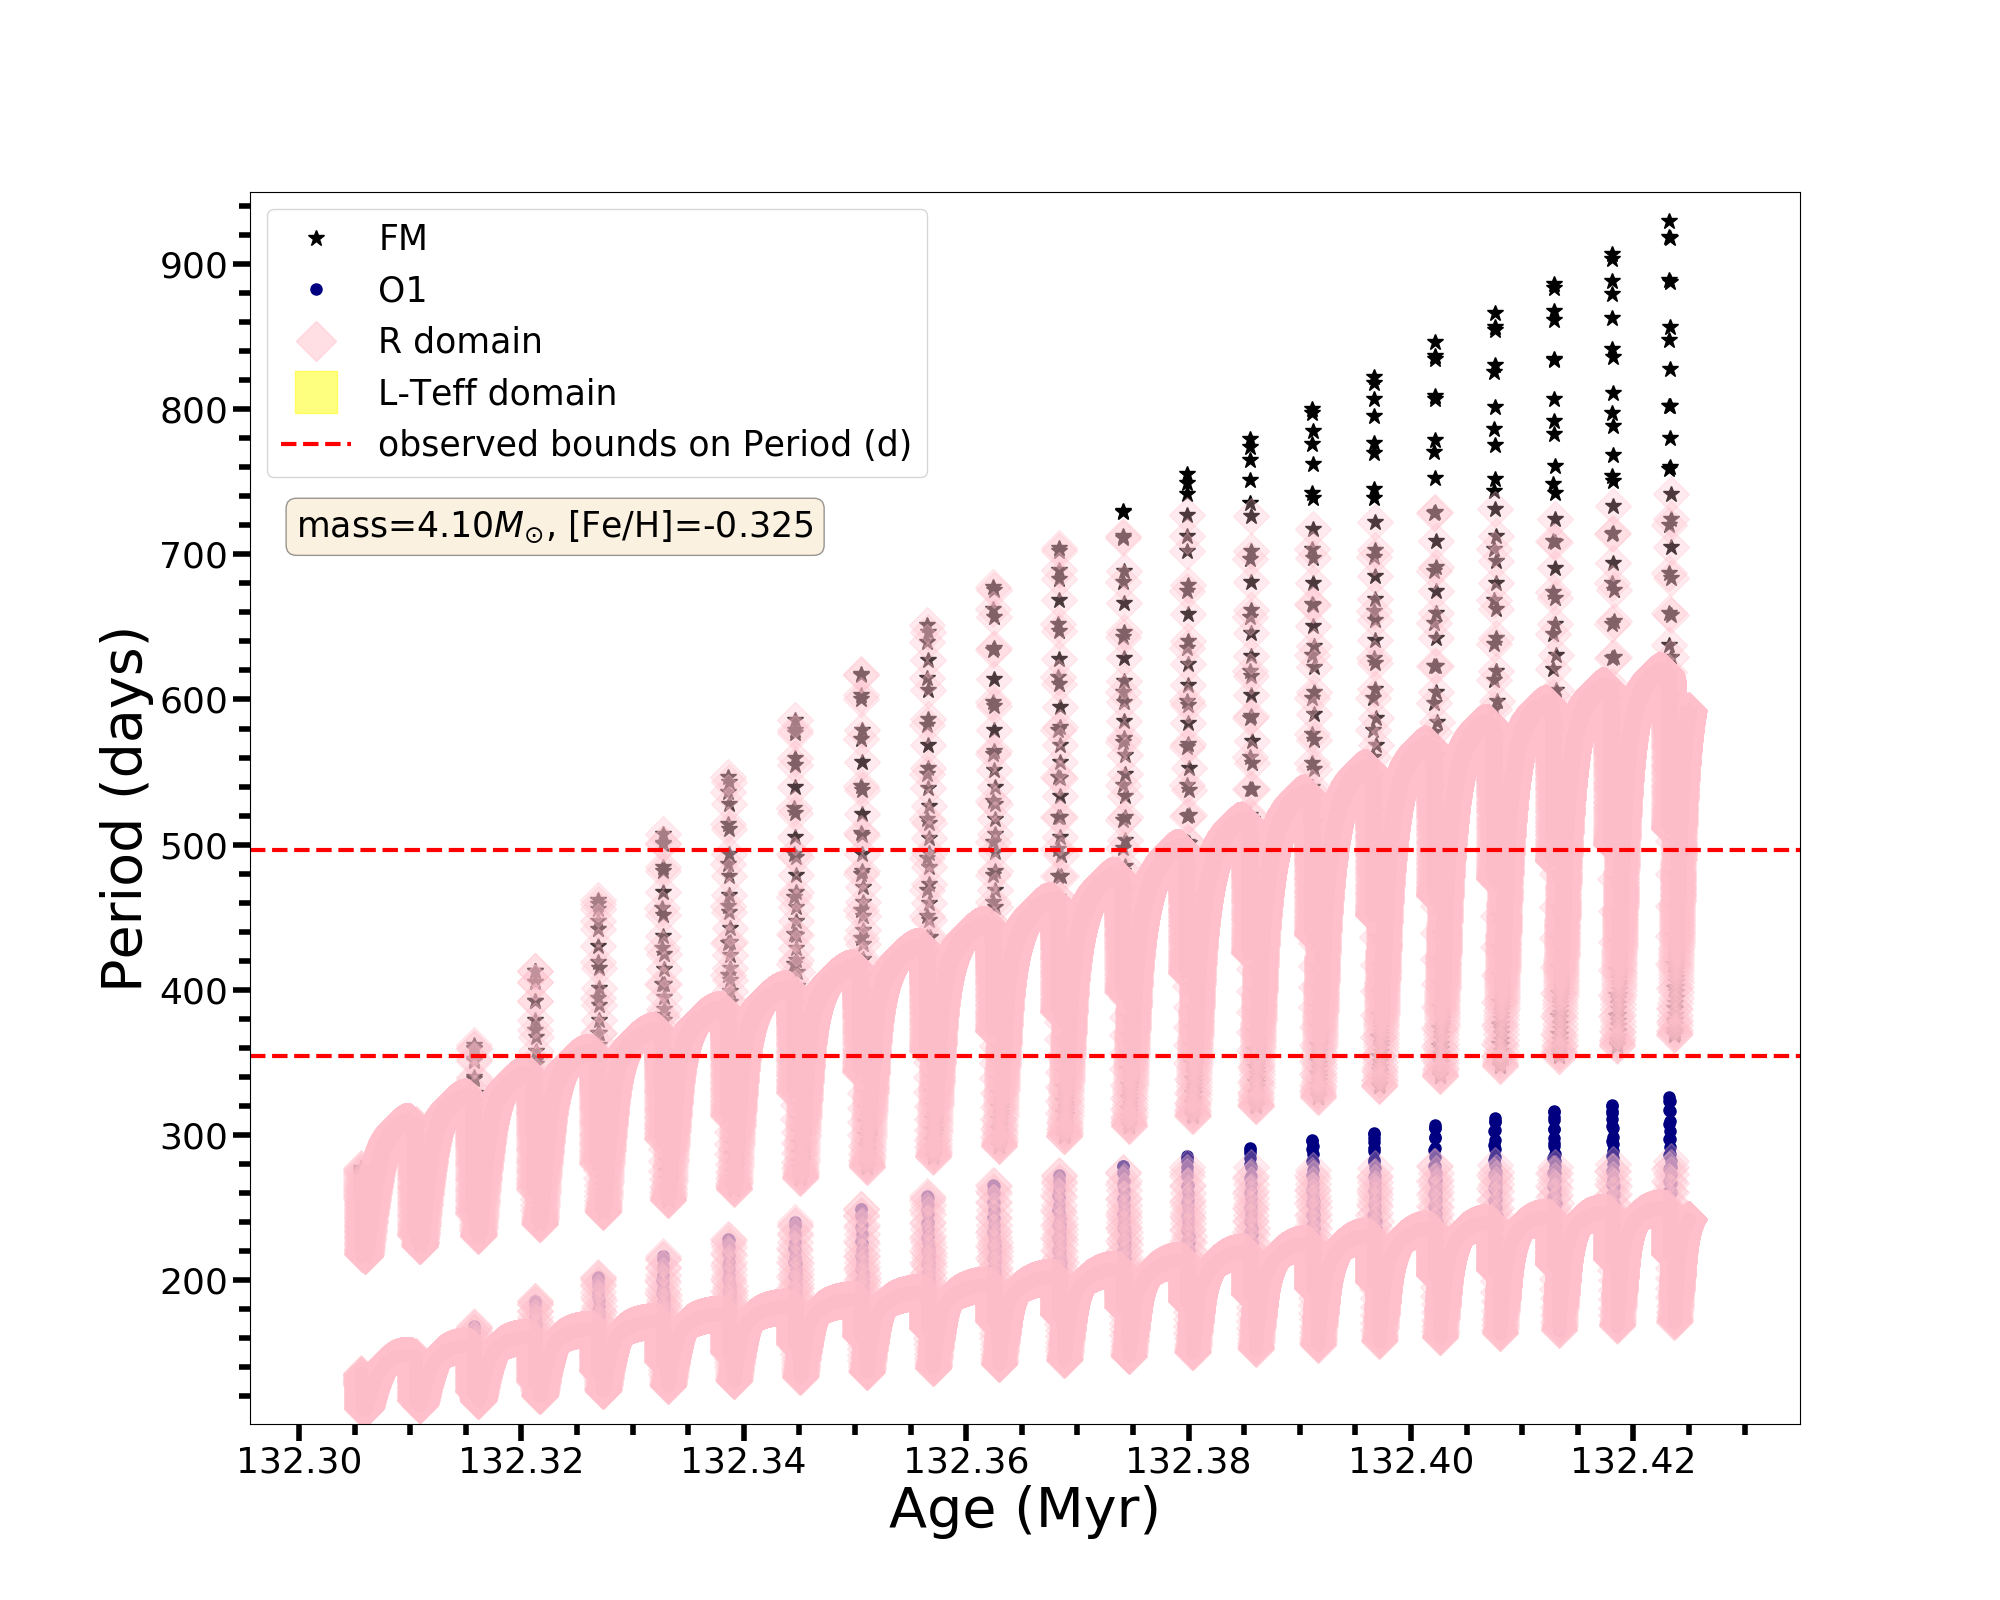 FM
O1
R domain
L-Teff domain
observed bounds on Period (d)
mass=4.10M⊙, [Fe/H]=-0.325
Period (days)
900
800
700
600
500
400
300
200
132.30 132.32 132.34 132.36 132.38 132.40 132.42
Age (Myr)